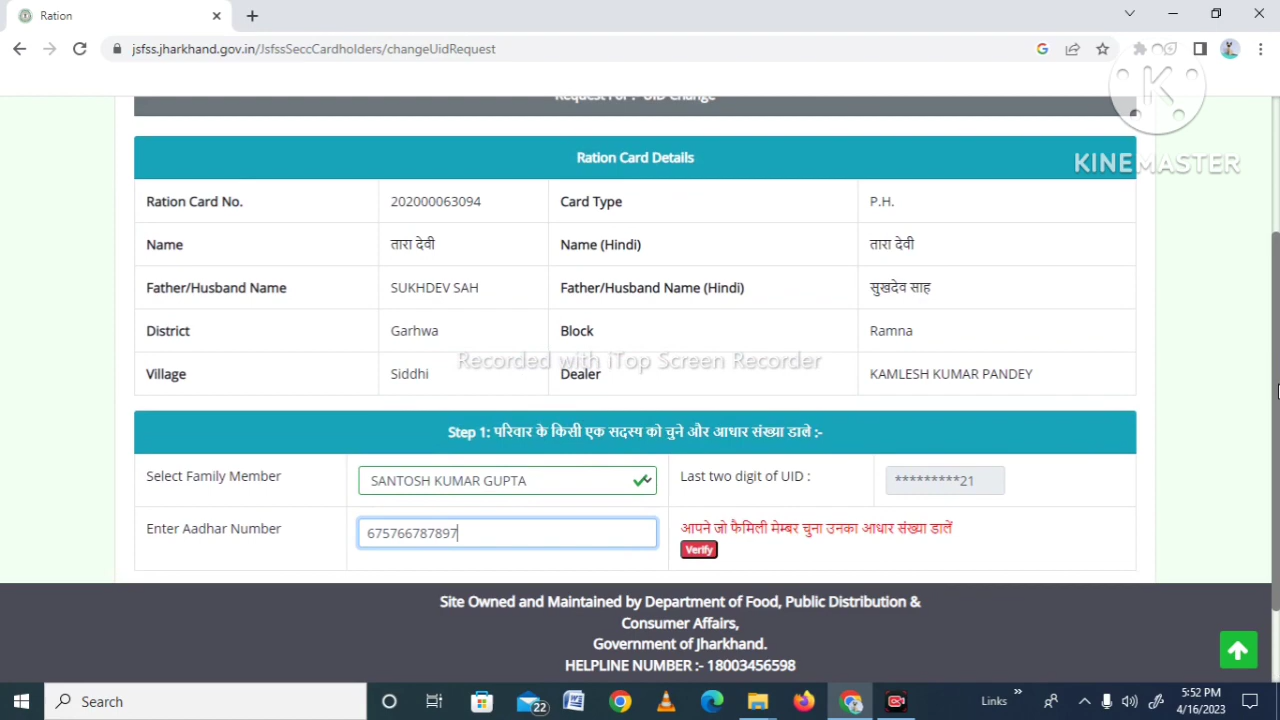 Ration
jsfss.jharkhand.gov.in/JsfssSeccCardholders/changeUidRequest
K
KINEMASTER
Request For :- UID Change
Ration Card Details
Ration Card No. 202000063094 Card Type P.H.
Name तारा देवी Name (Hindi) तारा देवी
Father/Husband Name SUKHDEV SAH Father/Husband Name (Hindi) सुखदेव साह
District Garhwa Block Ramna
Recorded with iTop Screen Recorder
Village Siddhi Dealer KAMLESH KUMAR PANDEY
Step 1: परिवार के किसी एक सदस्य को चुने और आधार संख्या डाले :-
Select Family Member SANTOSH KUMAR GUPTA Last two digit of UID : *********21
Enter Aadhar Number 675766787897 आपने जो फैमिली मेम्बर चुना उनका आधार संख्या डालें
Verify
Site Owned and Maintained by Department of Food, Public Distribution &
Consumer Affairs,
Government of Jharkhand.
HELPLINE NUMBER :- 18003456598
Search 22 Links 5:52 PM
4/16/2023